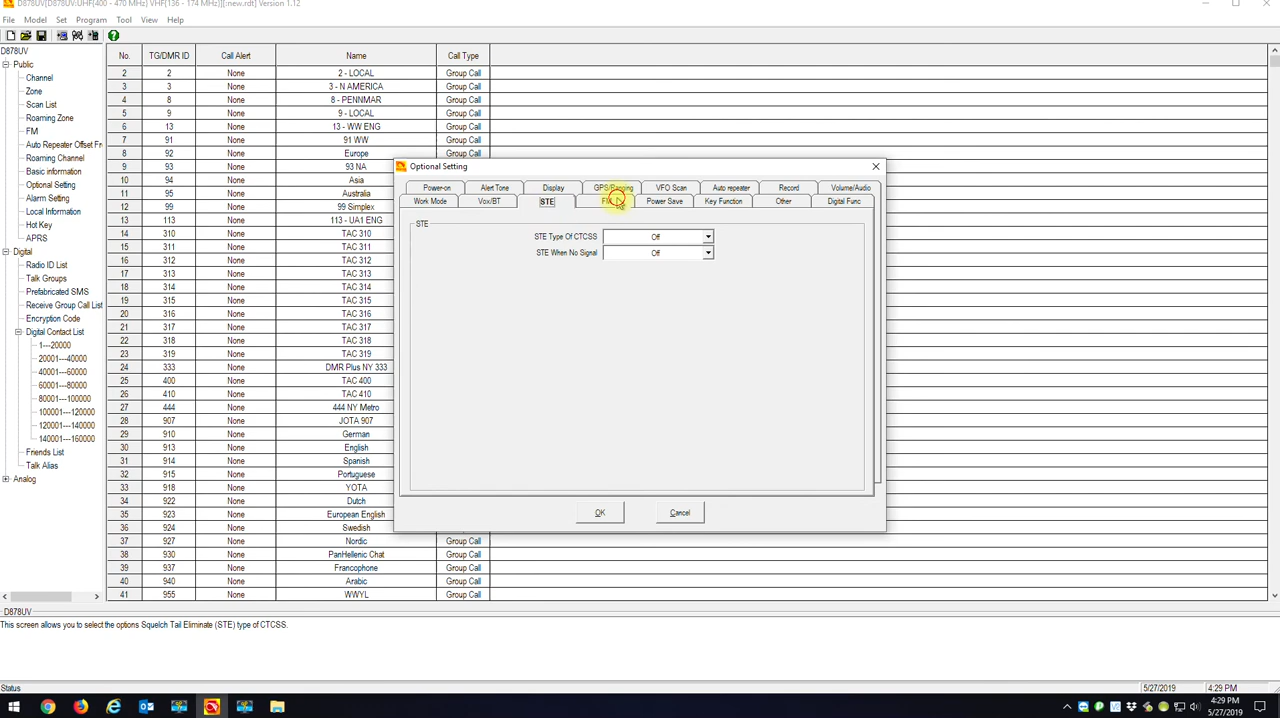 D878UV[D878UV:UHF(400 - 470 MHz) VHF(136 - 174 MHz)][:new.rdt] Version 1.12
File Model Set Program Tool View Help
D878UV
Public
Channel
Zone
Scan List
Roaming Zone
FM
Auto Repeater Offset Fr
Roaming Channel
Basic information
Optional Setting
Alarm Setting
Local Information
Hot Key
APRS
Digital
Radio ID List
Talk Groups
Prefabricated SMS
Receive Group Call List
Encryption Code
Digital Contact List
1---20000
20001---40000
40001---60000
60001---80000
80001---100000
100001---120000
120001---140000
140001---160000
Friends List
Talk Alias
Analog
No. TG/DMR ID Call Alert Name Call Type
2 2 None 2 - LOCAL Group Call
3 3 None 3 - N AMERICA Group Call
4 8 None 8 - PENNMAR Group Call
5 9 None 9 - LOCAL Group Call
6 13 None 13 - WW ENG Group Call
7 91 None 91 WW Group Call
8 92 None Europe Group Call
9 93 None 93 NA
10 94 None Asia
11 95 None Australia
12 99 None 99 Simplex
13 113 None 113 - UA1 ENG
14 310 None TAC 310
15 311 None TAC 311
16 312 None TAC 312
17 313 None TAC 313
18 314 None TAC 314
19 315 None TAC 315
20 316 None TAC 316
21 317 None TAC 317
22 318 None TAC 318
23 319 None TAC 319
24 333 None DMR Plus NY 333
25 400 None TAC 400
26 410 None TAC 410
27 444 None 444 NY Metro
28 907 None JOTA 907
29 910 None German
30 913 None English
31 914 None Spanish
32 915 None Portuguese
33 918 None YOTA
34 922 None Dutch
35 923 None European English
36 924 None Swedish
37 927 None Nordic Group Call
38 930 None PanHellenic Chat Group Call
39 937 None Francophone Group Call
40 940 None Arabic Group Call
41 955 None WWYL Group Call
Optional Setting
Power-on Alert Tone Display GPS/Ranging VFO Scan Auto repeater Record Volume/Audio
Work Mode Vox/BT STE FM Power Save Key Function Other Digital Func
STE
STE Type Of CTCSS Off
STE When No Signal Off
OK Cancel
D878UV
This screen allows you to select the options Squelch Tail Eliminate (STE) type of CTCSS.
Status 5/27/2019 4:29 PM
4:29 PM
5/27/2019